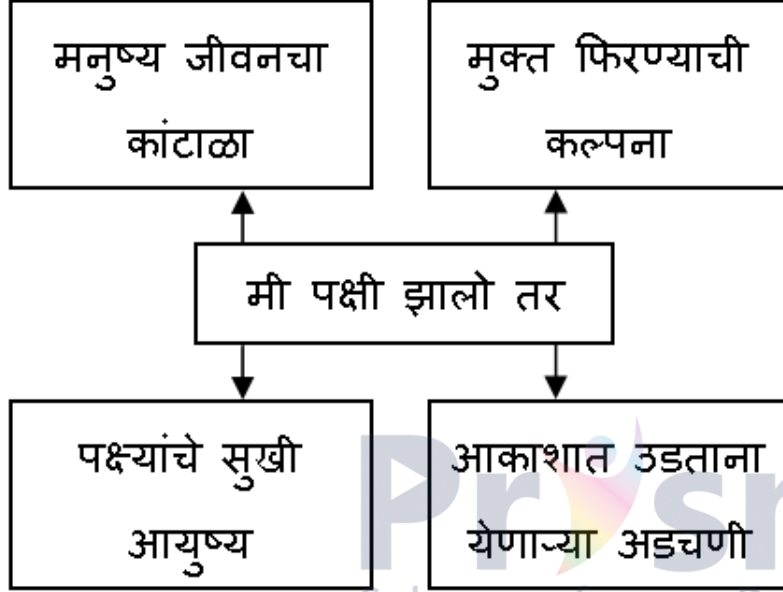 मनुष्य जीवनचा
कांटाळा
मुक्त फिरण्याची
कल्पना
मी पक्षी झालो तर
पक्ष्यांचे सुखी
आयुष्य
आकाशात उडताना
येणाऱ्या अडचणी